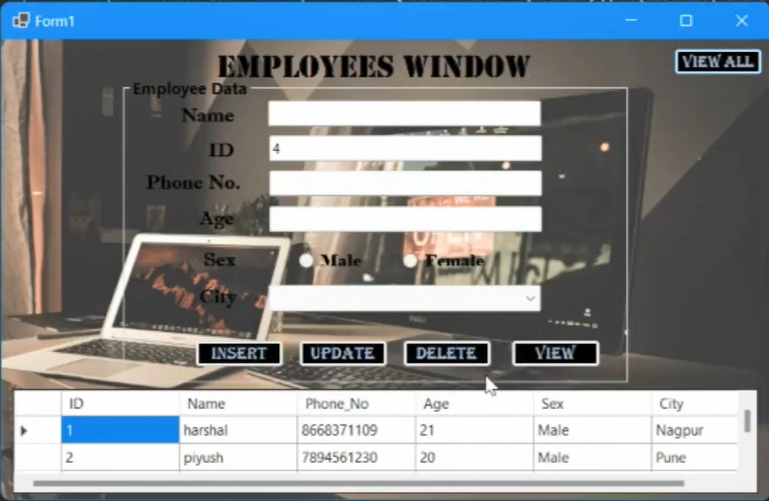 Form1
EMPLOYEES WINDOW
VIEW ALL
Employee Data
Name
ID 4
Phone No.
Age
Sex Male Female
City
INSERT UPDATE DELETE VIEW
ID Name Phone_No Age Sex City
1 harshal 8668371109 21 Male Nagpur
2 piyush 7894561230 20 Male Pune